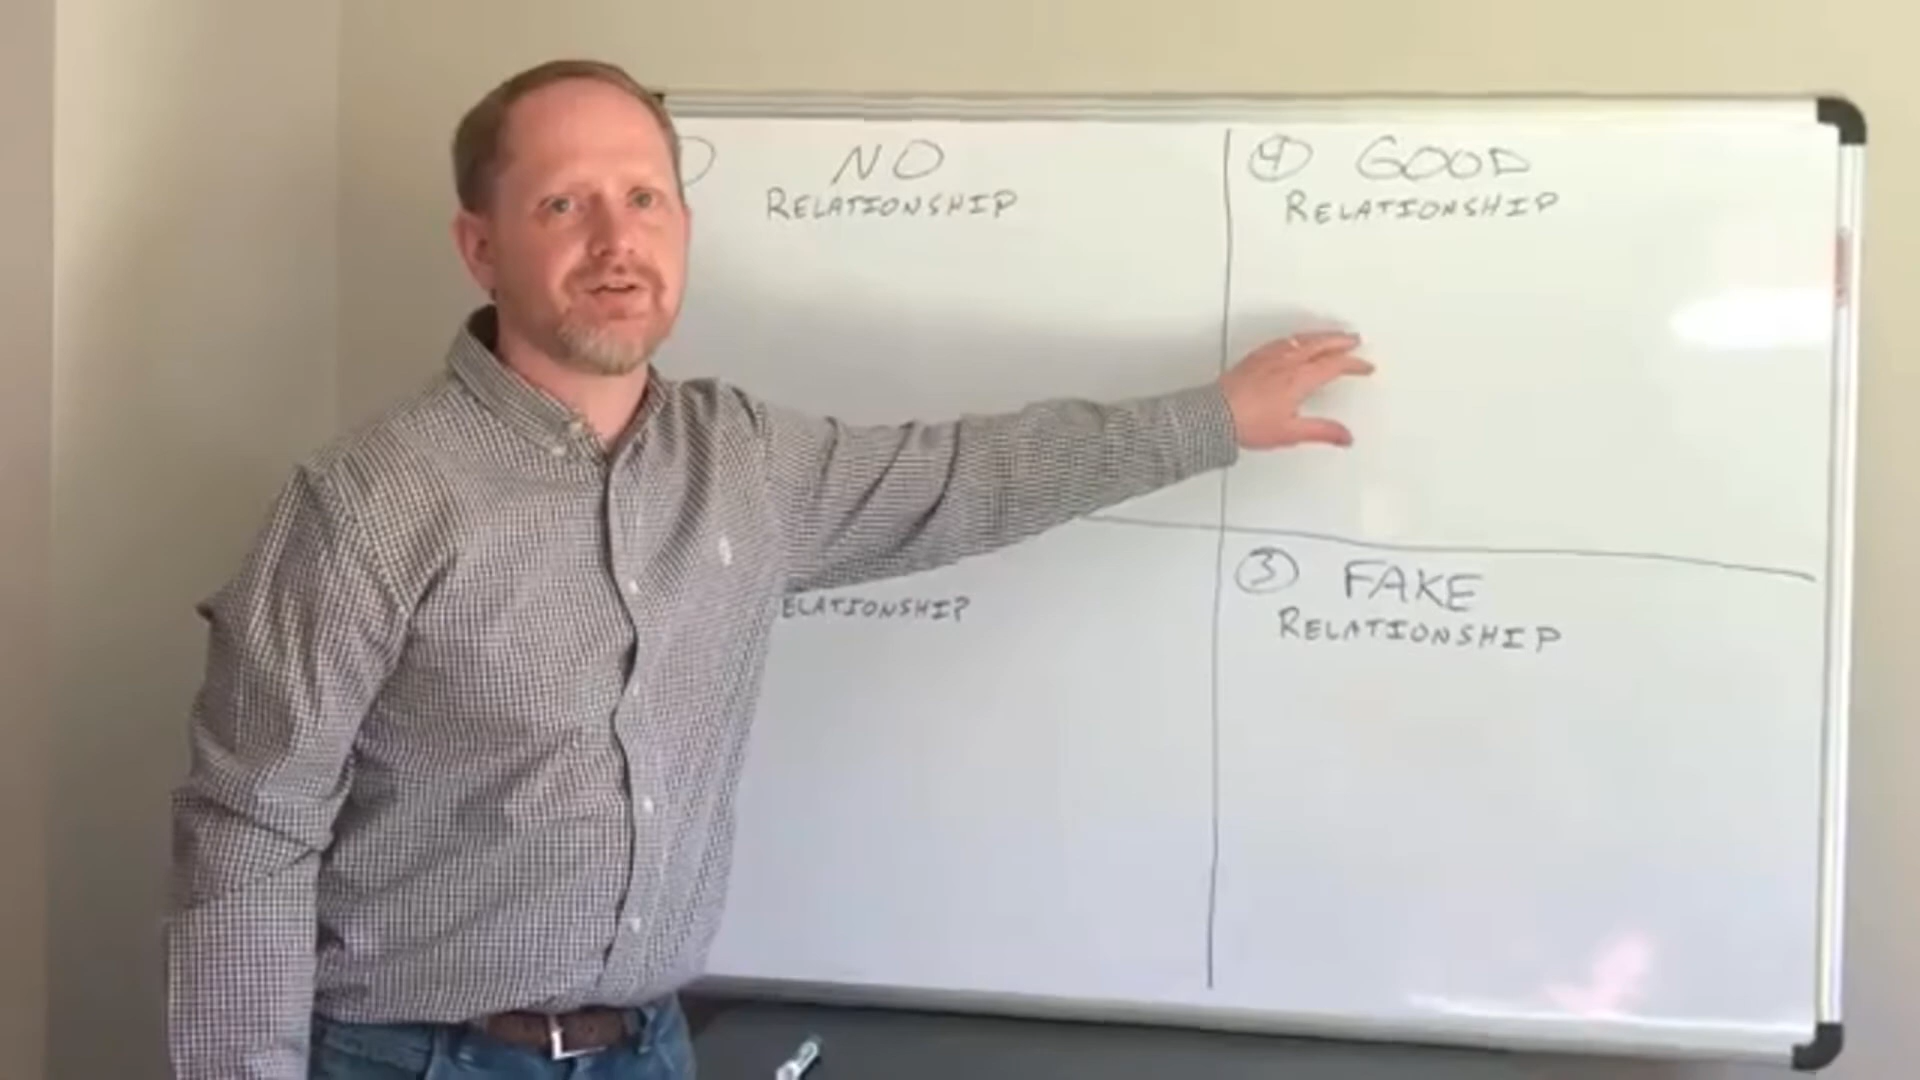 NO
RELATIONSHIP
④ GOOD
RELATIONSHIP
ELATIONSHIP
③ FAKE
RELATIONSHIP